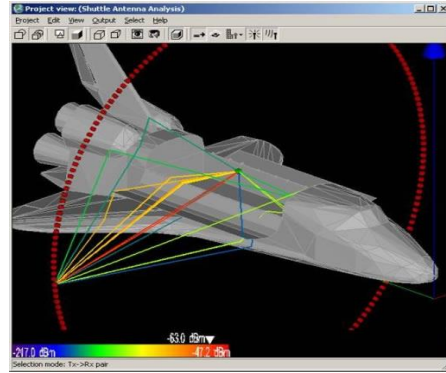 Project view: (Shuttle Antenna Analysis)
Project Edit View Output Select Help
-63.0 dBm
-217.0 dBm
-47.2 dBm
Selection mode: Tx->Rx pair